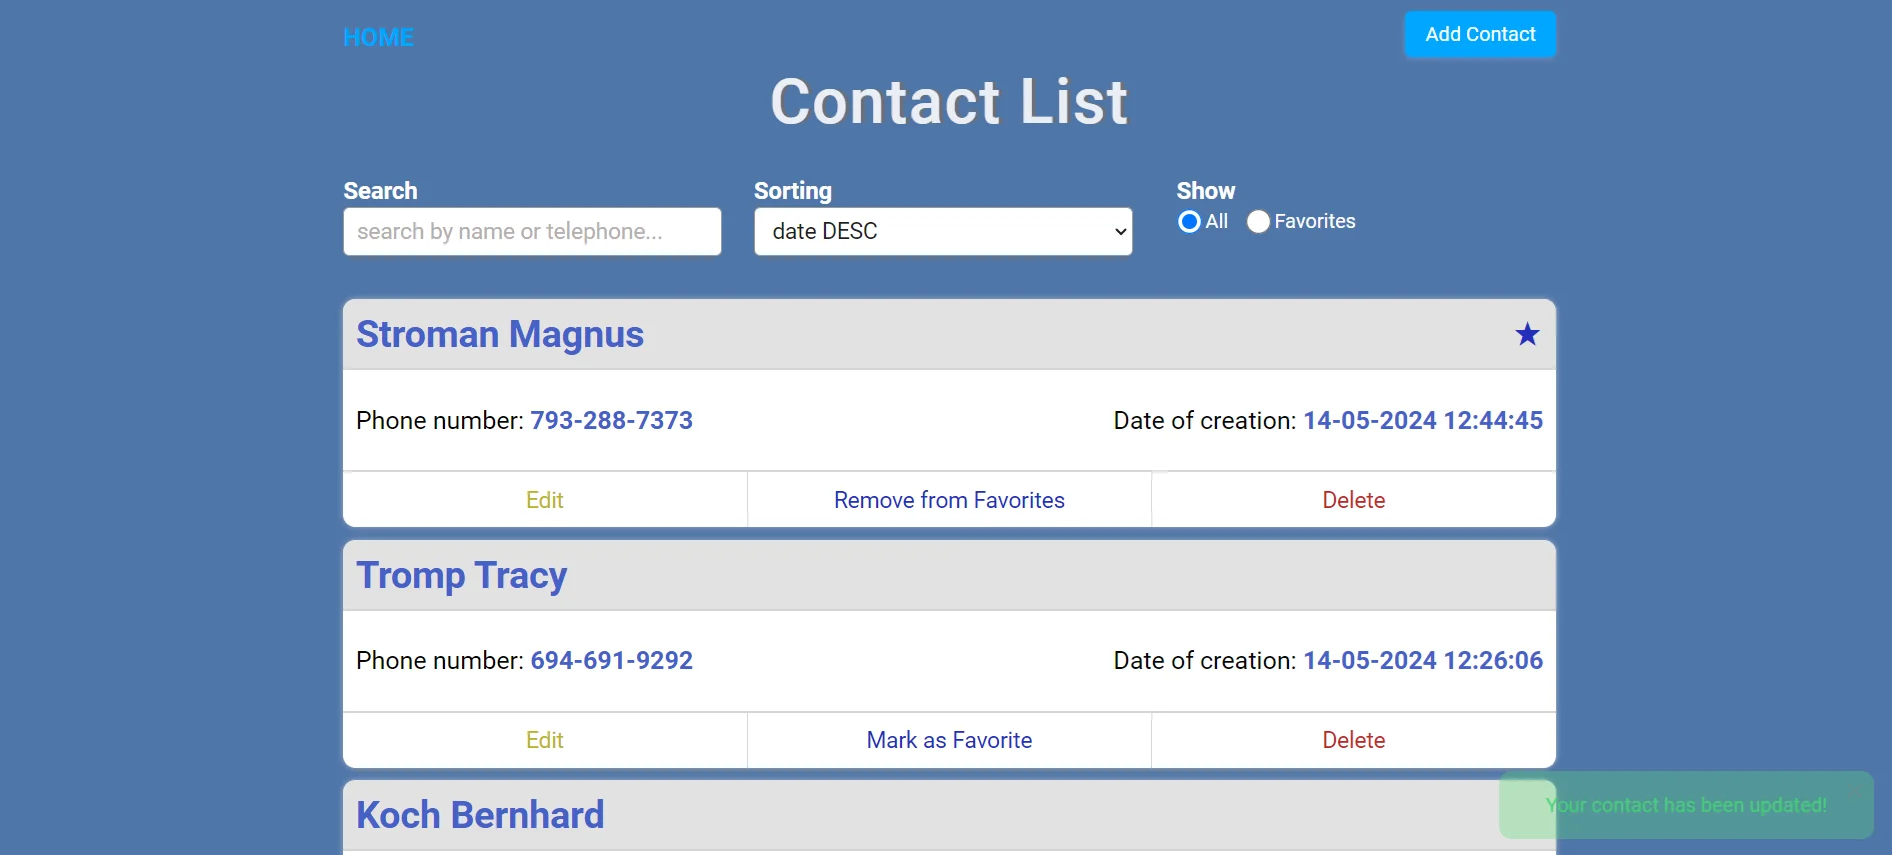 HOME
Add Contact
Contact List
Search
Sorting
Show
search by name or telephone...
date DESC
All
Favorites
Stroman Magnus
Phone number: 793-288-7373
Date of creation: 14-05-2024 12:44:45
Edit
Remove from Favorites
Delete
Tromp Tracy
Phone number: 694-691-9292
Date of creation: 14-05-2024 12:26:06
Edit
Mark as Favorite
Delete
Koch Bernhard
Your contact has been updated!